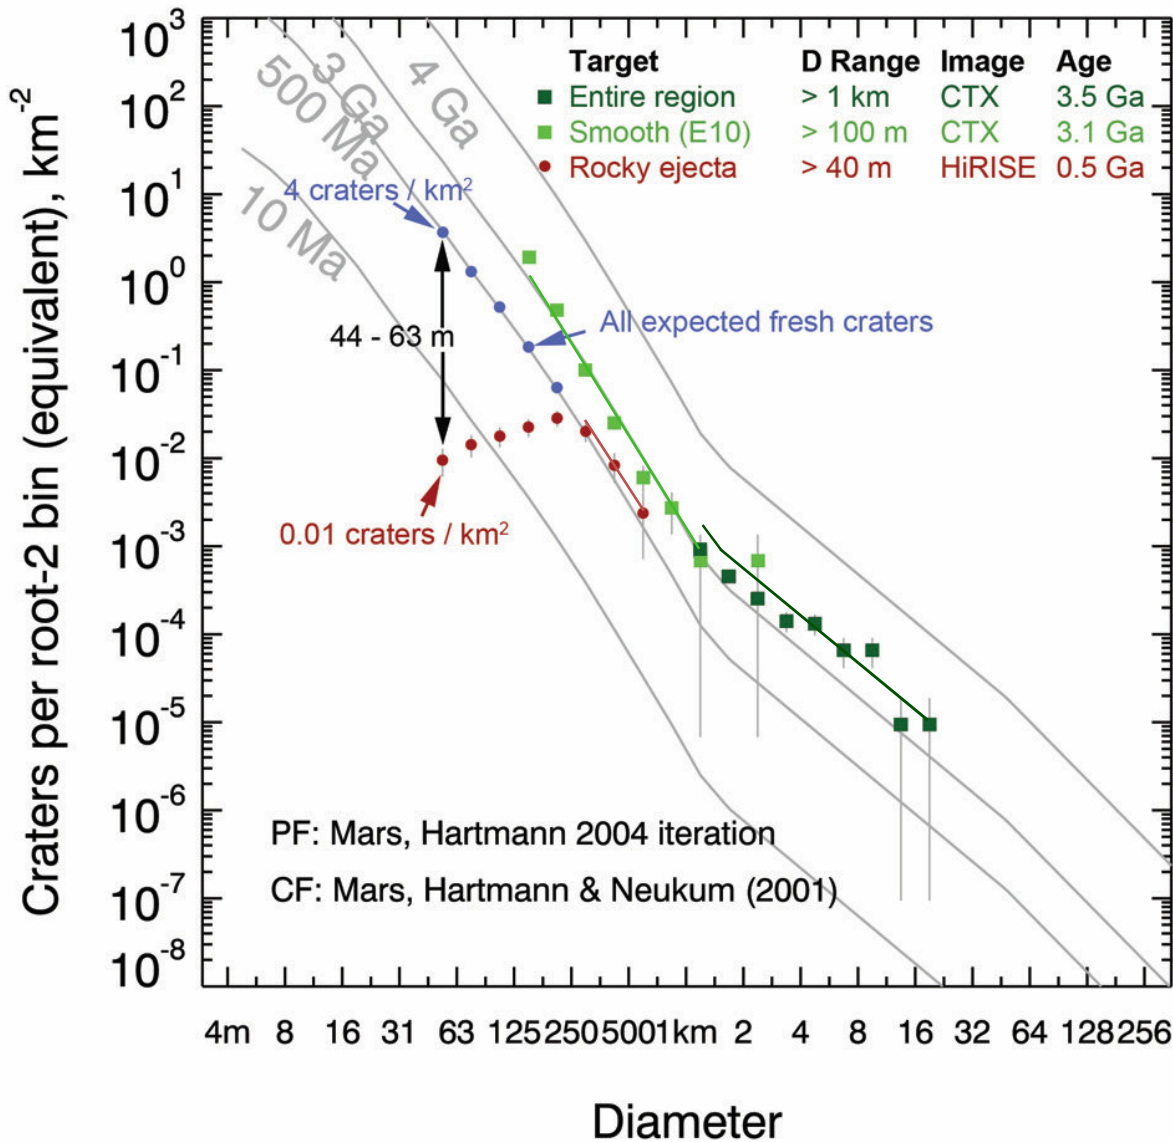 Craters per root-2 bin (equivalent), km-2
10^3
10^2
10^1
10^0
10^-1
10^-2
10^-3
10^-4
10^-5
10^-6
10^-7
10^-8
Target D Range Image Age
Entire region > 1 km CTX 3.5 Ga
Smooth (E10) > 100 m CTX 3.1 Ga
Rocky ejecta > 40 m HiRISE 0.5 Ga
4 Ga
3 Ga
500 Ma
10 Ma
4 craters / km²
44 - 63 m
All expected fresh craters
0.01 craters / km²
PF: Mars, Hartmann 2004 iteration
CF: Mars, Hartmann & Neukum (2001)
4m 8 16 31 63 125 250 500 1km 2 4 8 16 32 64 128 256
Diameter